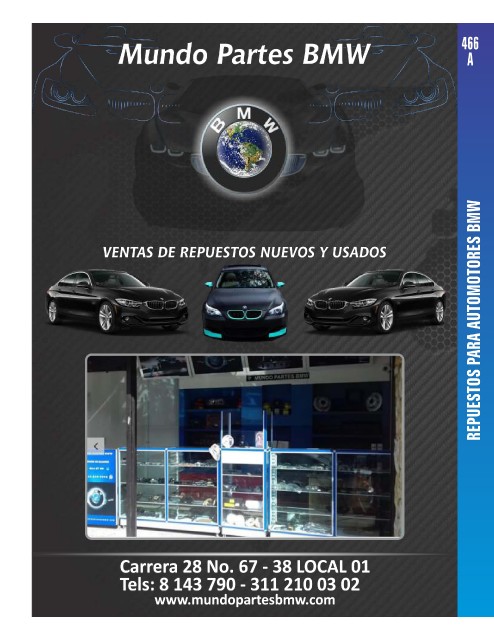 Mundo Partes BMW
466
A
BMW
VENTAS DE REPUESTOS NUEVOS Y USADOS
REPUESTOS PARA AUTOMOTORES BMW
MUNDO PARTES BMW
Carrera 28 No. 67 - 38 LOCAL 01
Tels: 8 143 790 - 311 210 03 02
www.mundopartesbmw.com